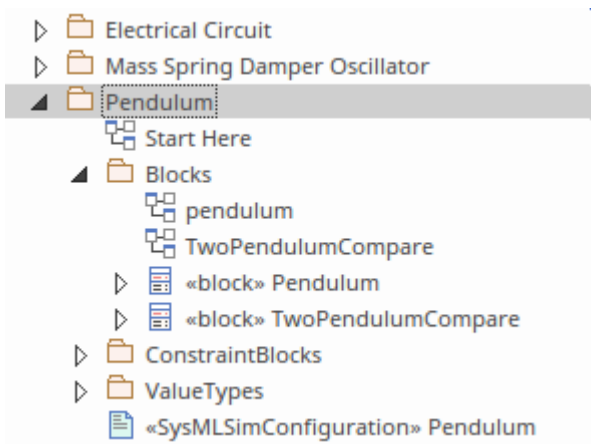 Electrical Circuit
Mass Spring Damper Oscillator
Pendulum
Start Here
Blocks
pendulum
TwoPendulumCompare
«block» Pendulum
«block» TwoPendulumCompare
ConstraintBlocks
ValueTypes
«SysMLSimConfiguration» Pendulum